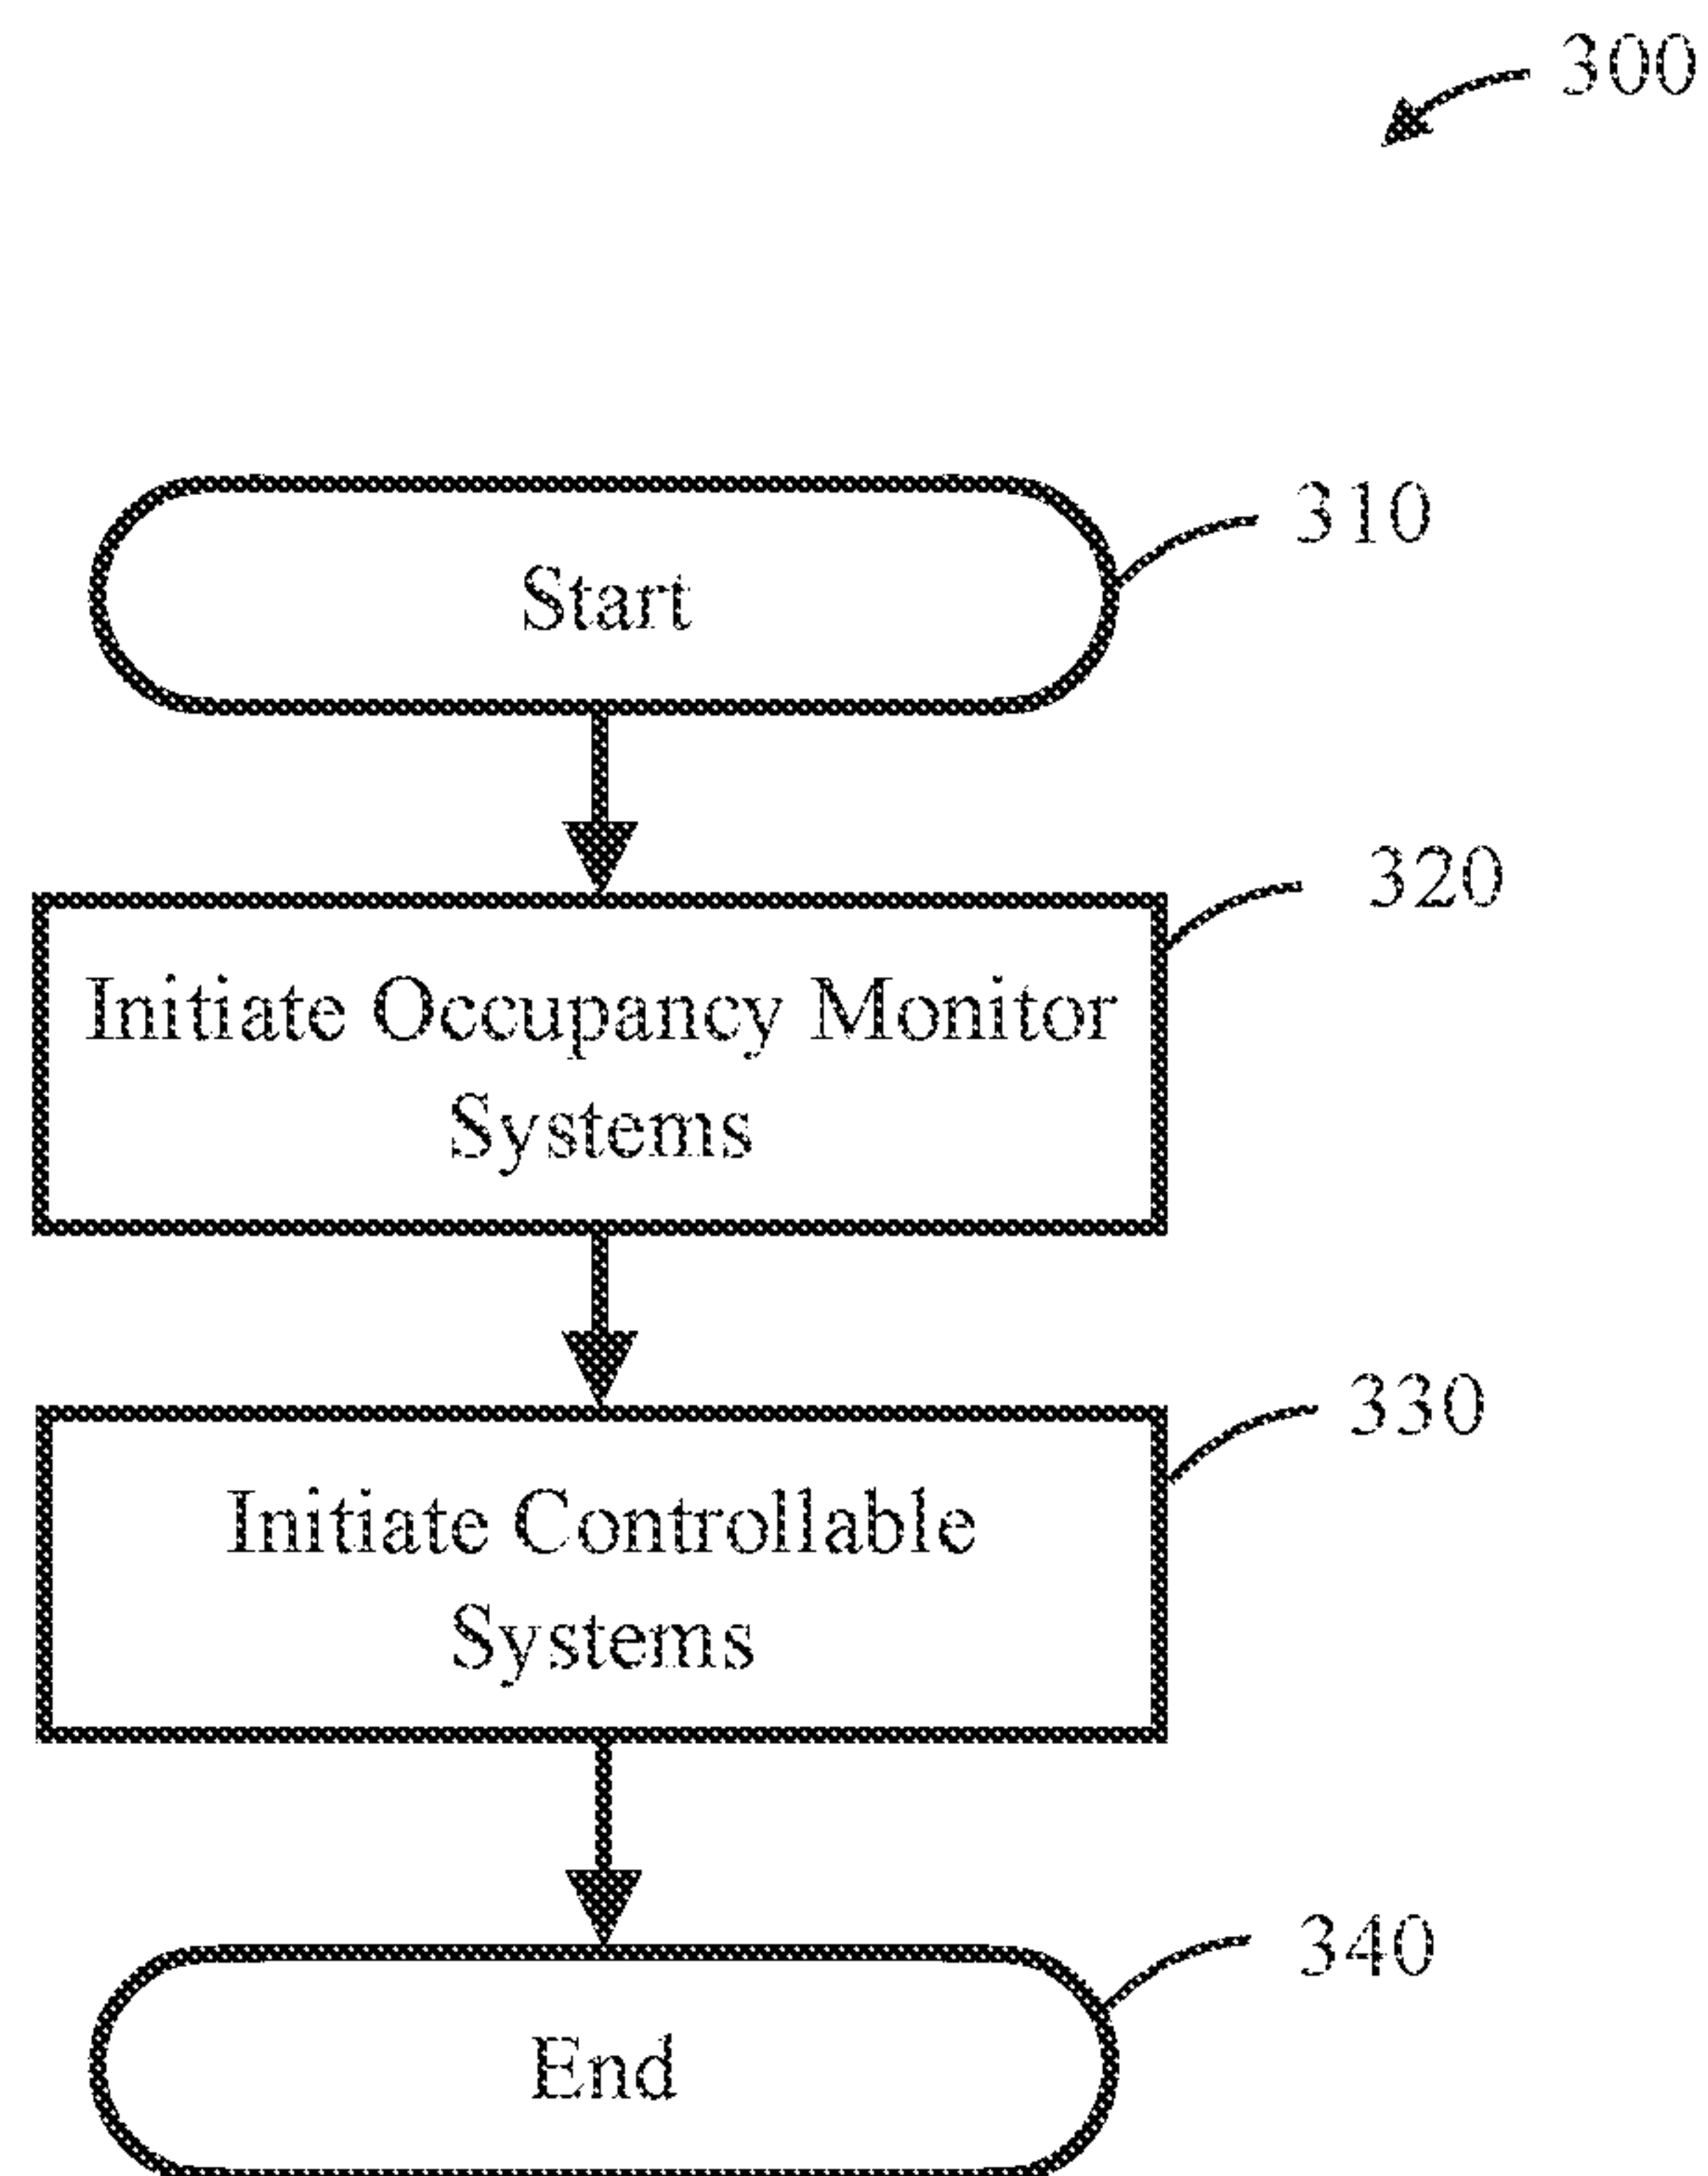 300
310
Start
320
Initiate Occupancy Monitor
Systems
330
Initiate Controllable
Systems
340
End